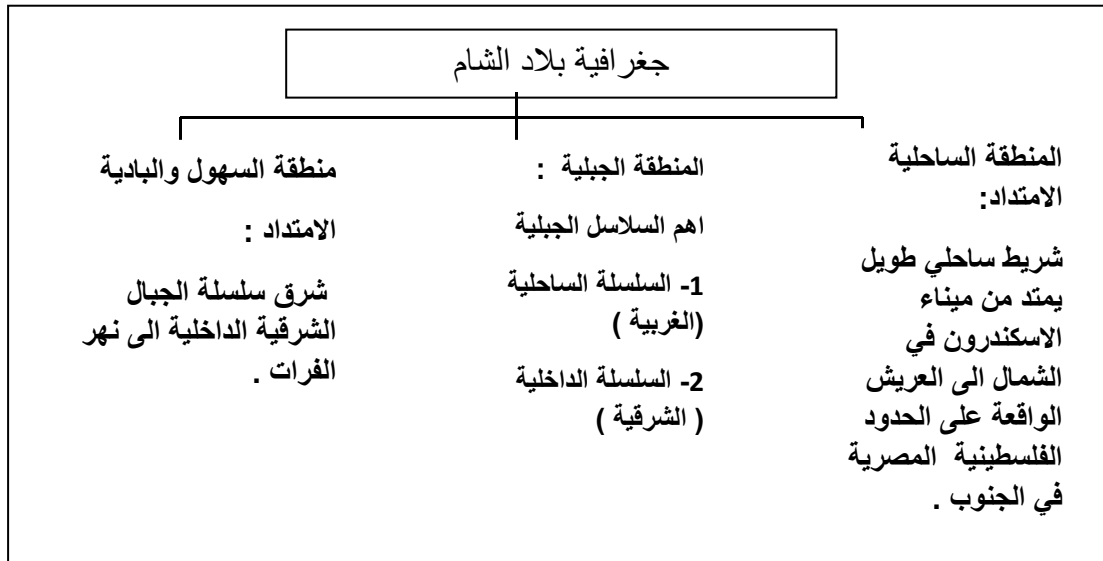 جغرافية بلاد الشام
المنطقة الساحلية
الامتداد:
شريط ساحلي طويل
يمتد من ميناء
الاسكندرون في
الشمال الى العريش
الواقعة على الحدود
الفلسطينية المصرية
في الجنوب .
المنطقة الجبلية :
اهم السلاسل الجبلية
1- السلسلة الساحلية
(الغربية )
2- السلسلة الداخلية
( الشرقية )
منطقة السهول والبادية
الامتداد :
شرق سلسلة الجبال
الشرقية الداخلية الى نهر
الفرات .